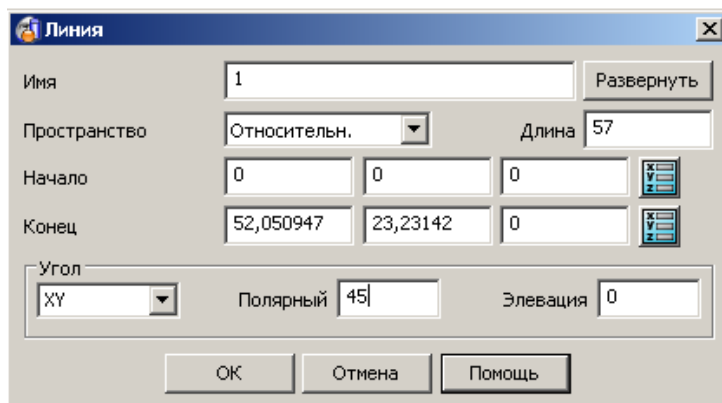 Линия
Имя 1 Развернуть
Пространство Относительн. Длина 57
Начало 0 0 0 x y z
Конец 52,050947 23,23142 0 x y z
Угол
XY Полярный 45 Элевация 0
ОК Отмена Помощь